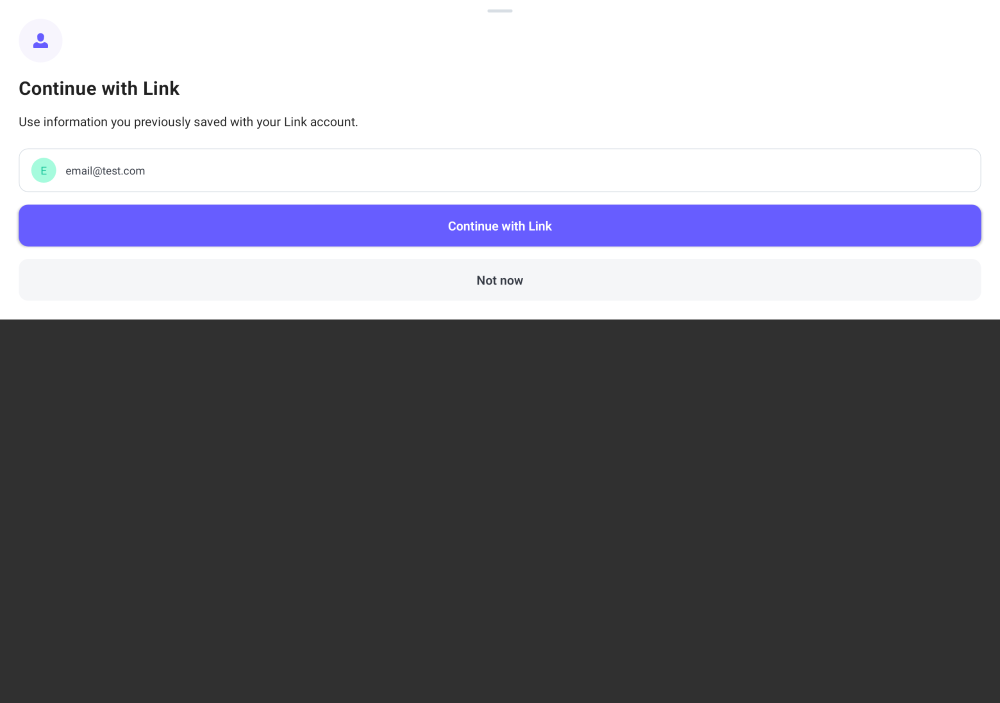 Continue with Link
Use information you previously saved with your Link account.
E
email@test.com
Continue with Link
Not now